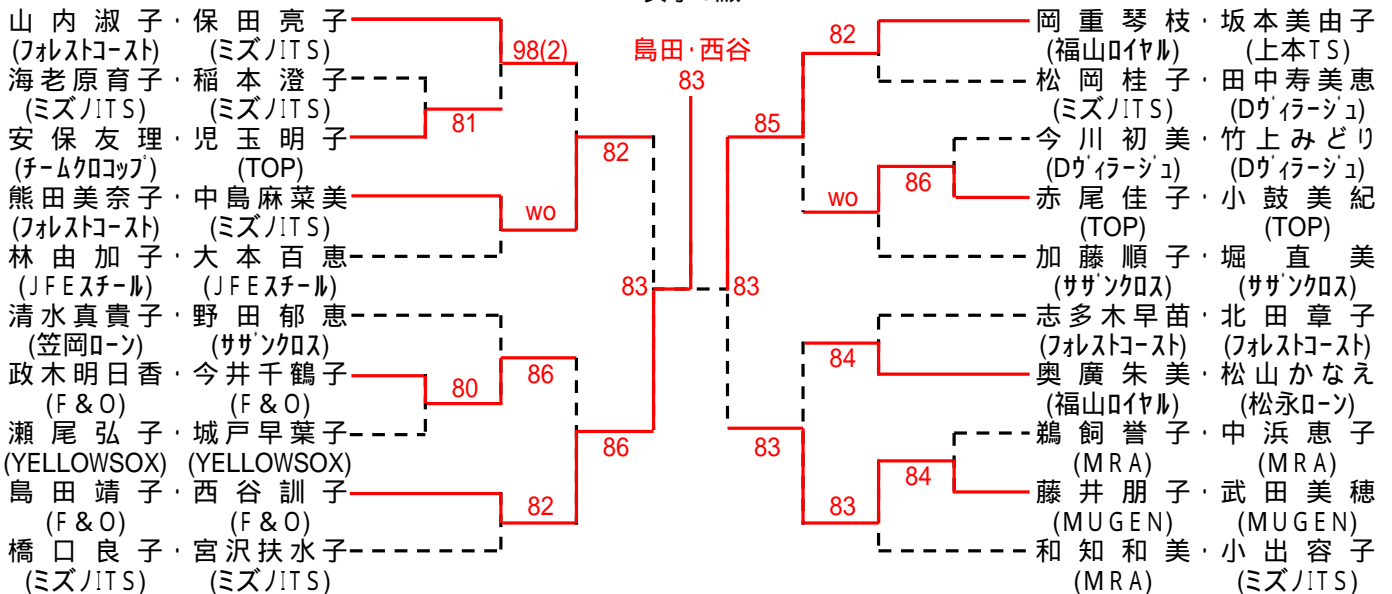 山内淑子・保田亮子
(フォレストコースト) (ミズノITS)
海老原育子・稲本澄子
(ミズノITS) (ミズノITS)
安保友理・児玉明子
(チームクロコップ) (TOP)
熊田美奈子・中島麻菜美
(フォレストコースト) (ミズノITS)
林由加子・大本百恵
(JFEスチール) (JFEスチール)
清水真貴子・野田郁恵
(笠岡ローン) (サザンクロス)
政木明日香・今井千鶴子
(F&O) (F&O)
瀬尾弘子・城戸早葉子
(YELLOWSOX) (YELLOWSOX)
島田靖子・西谷訓子
(F&O) (F&O)
橋口良子・宮沢扶水子
(ミズノITS) (ミズノITS)
98(2)
81
wo
82
80
86
82
86
83
島田・西谷
83
83
82
85
wo
86
84
83
83
84
岡重琴枝・坂本美由子
(福山ロイヤル) (上本TS)
松岡桂子・田中寿美恵
(ミズノITS) (Dヴィラージュ)
今川初美・竹上みどり
(Dヴィラージュ) (Dヴィラージュ)
赤尾佳子・小鼓美紀
(TOP) (TOP)
加藤順子・堀直美
(サザンクロス) (サザンクロス)
志多木早苗・北田章子
(フォレストコースト) (フォレストコースト)
奥廣朱美・松山かなえ
(福山ロイヤル) (松永ローン)
鵜飼誉子・中浜恵子
(MRA) (MRA)
藤井朋子・武田美穂
(MUGEN) (MUGEN)
和知和美・小出容子
(MRA) (ミズノITS)